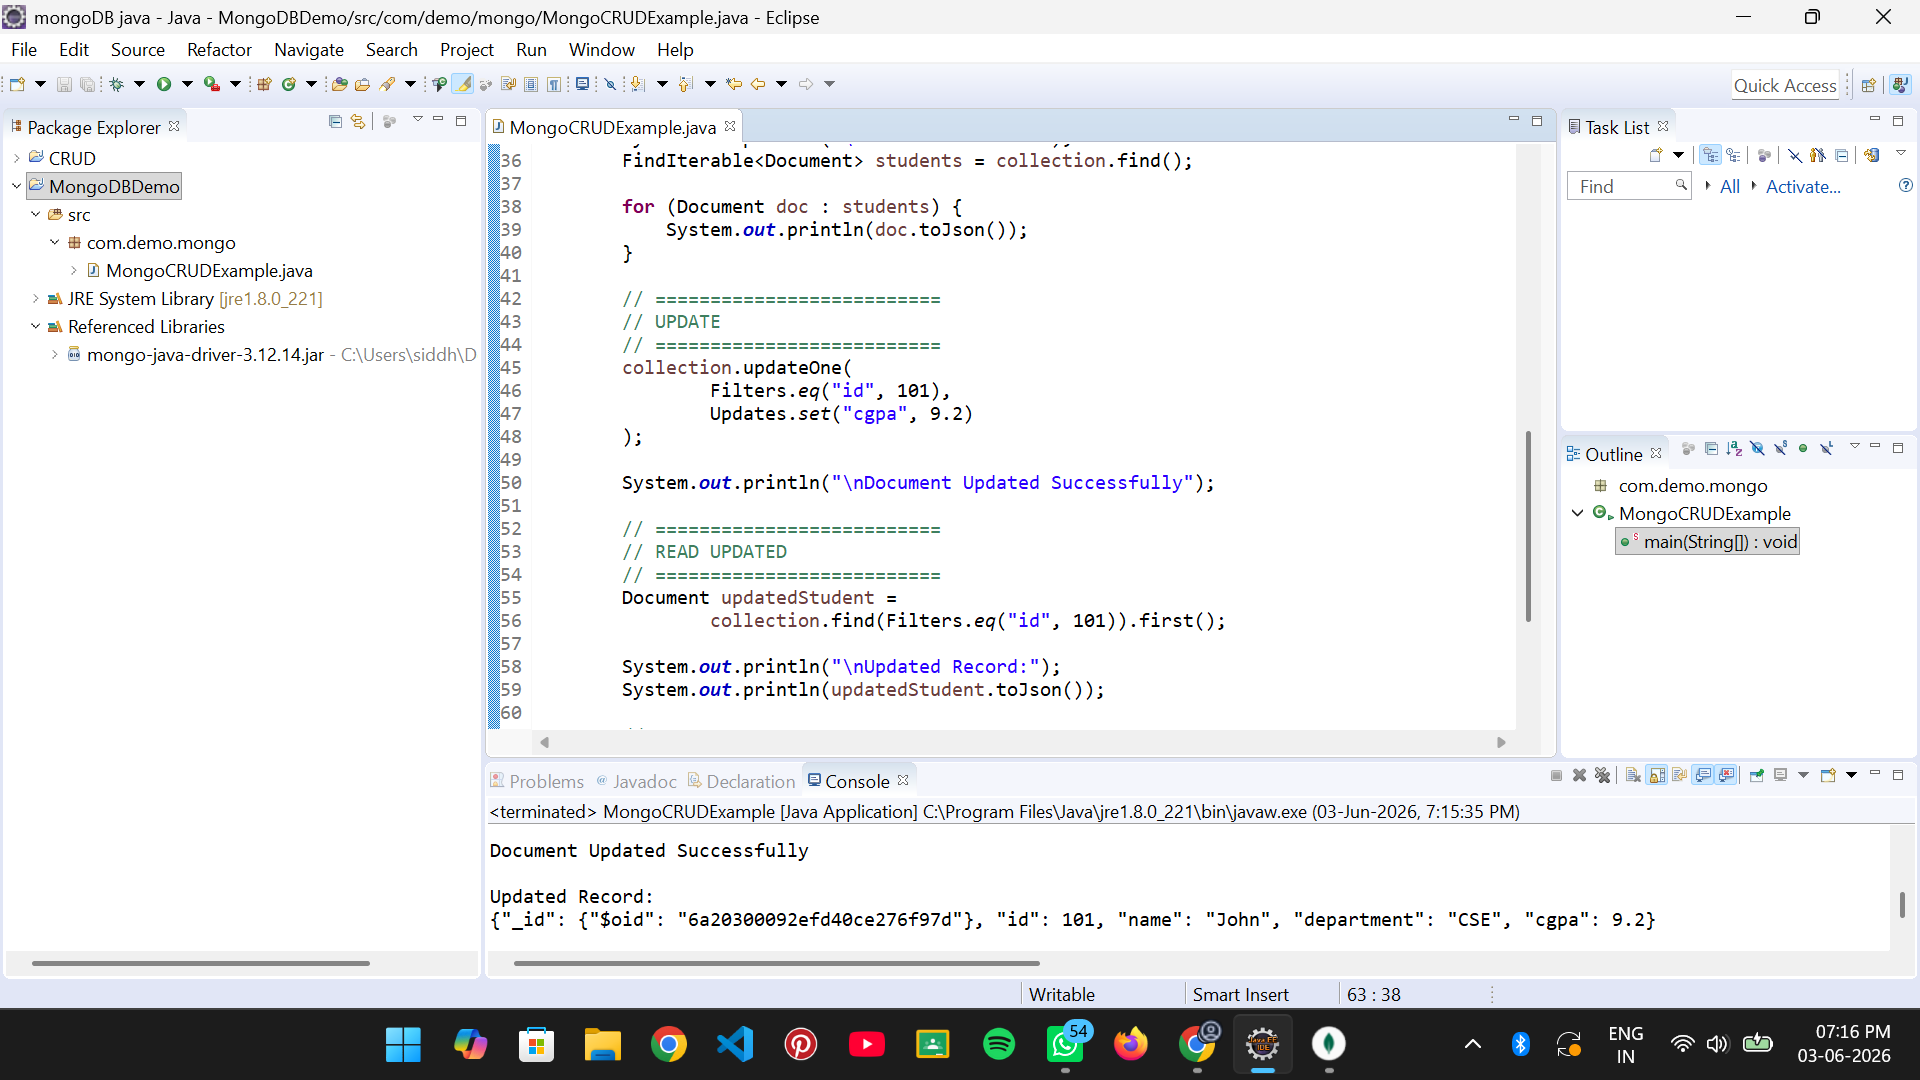 mongoDB java - Java - MongoDBDemo/src/com/demo/mongo/MongoCRUDExample.java - Eclipse
File Edit Source Refactor Navigate Search Project Run Window Help
Quick Access
Package Explorer
CRUD
MongoDBDemo
src
com.demo.mongo
MongoCRUDExample.java
JRE System Library [jre1.8.0_221]
Referenced Libraries
mongo-java-driver-3.12.14.jar - C:\Users\siddh\D
MongoCRUDExample.java
36 FindIterable<Document> students = collection.find();
37
38 for (Document doc : students) {
39 System.out.println(doc.toJson());
40 }
41
42 // ==========================
43 // UPDATE
44 // ==========================
45 collection.updateOne(
46 Filters.eq("id", 101),
47 Updates.set("cgpa", 9.2)
48 );
49
50 System.out.println("\nDocument Updated Successfully");
51
52 // ==========================
53 // READ UPDATED
54 // ==========================
55 Document updatedStudent =
56 collection.find(Filters.eq("id", 101)).first();
57
58 System.out.println("\nUpdated Record:");
59 System.out.println(updatedStudent.toJson());
60
Task List
Find All Activate...
Outline
com.demo.mongo
MongoCRUDExample
main(String[]) : void
Problems Javadoc Declaration Console
<terminated> MongoCRUDExample [Java Application] C:\Program Files\Java\jre1.8.0_221\bin\javaw.exe (03-Jun-2026, 7:15:35 PM)
Document Updated Successfully
Updated Record:
{"_id": {"$oid": "6a20300092efd40ce276f97d"}, "id": 101, "name": "John", "department": "CSE", "cgpa": 9.2}
Writable Smart Insert 63 : 38
54
Java EE
IDE
ENG
IN
07:16 PM
03-06-2026